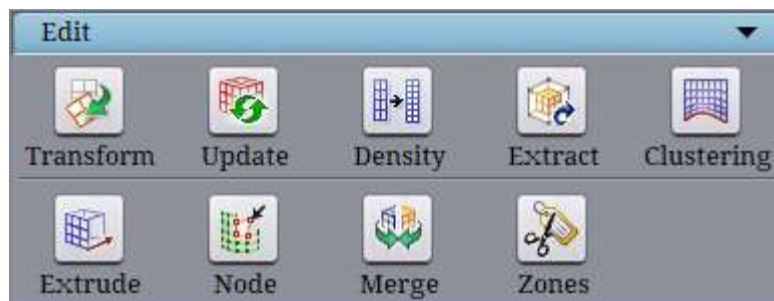 Edit
Transform Update Density Extract Clustering
Extrude Node Merge Zones